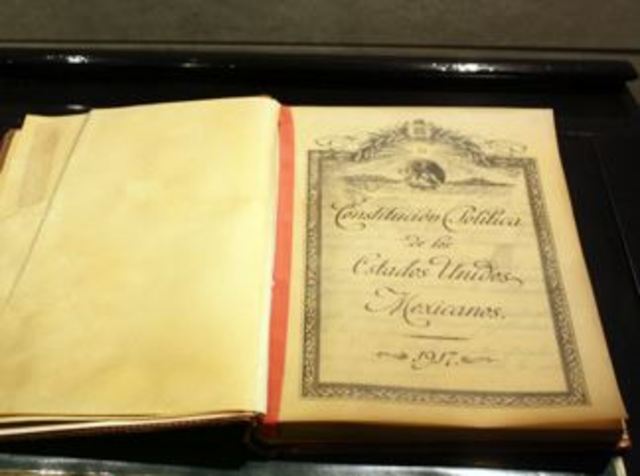 Constitución Política
de los
Estados Unidos
Mexicanos.
1917.